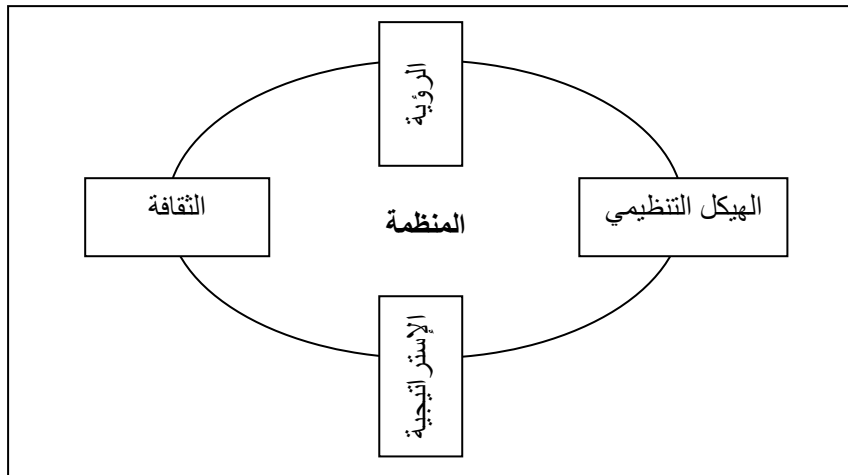 الرؤية
الهيكل التنظيمي
المنظمة
الثقافة
الإستراتيجية